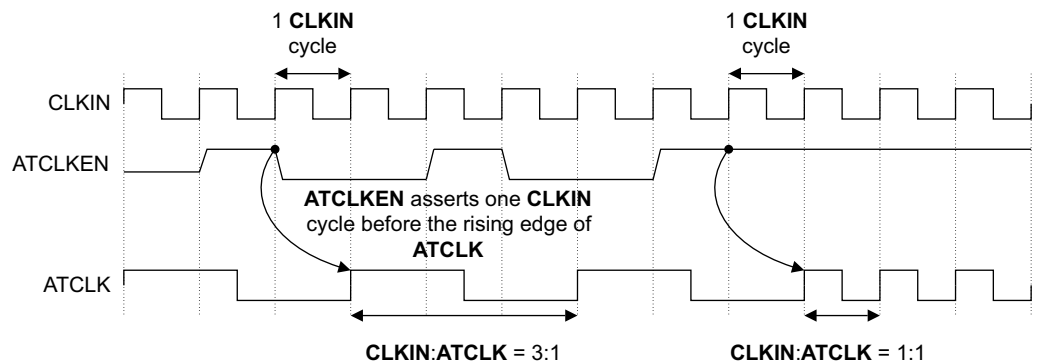 1 CLKIN
cycle
1 CLKIN
cycle
CLKIN
ATCLKEN
ATCLKEN asserts one CLKIN
cycle before the rising edge of
ATCLK
ATCLK
CLKIN:ATCLK = 3:1
CLKIN:ATCLK = 1:1